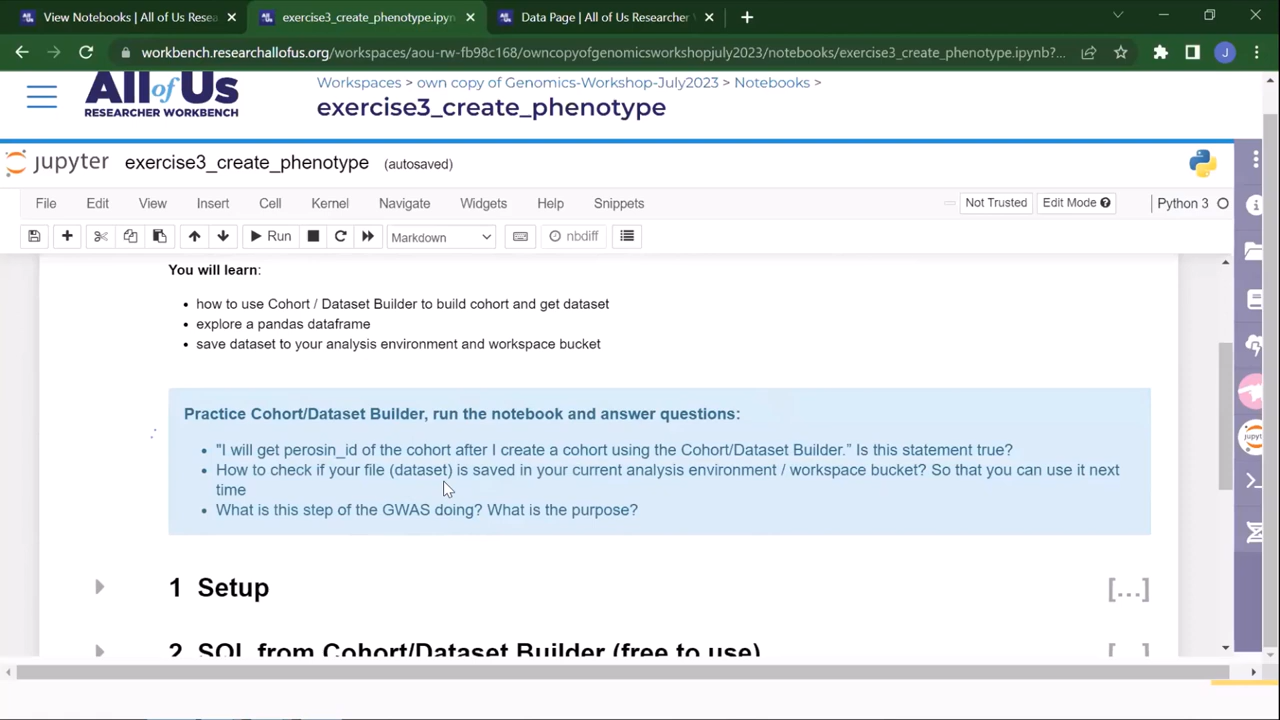 View Notebooks | All of Us Resea
exercise3_create_phenotype.ipyn
Data Page | All of Us Researcher
workbench.researchallofus.org/workspaces/aou-rw-fb98c168/owncopyofgenomicsworkshopjuly2023/notebooks/exercise3_create_phenotype.ipynb?...
J
All of Us
RESEARCHER WORKBENCH
Workspaces > own copy of Genomics-Workshop-July2023 > Notebooks >
exercise3_create_phenotype
jupyter exercise3_create_phenotype (autosaved)
File Edit View Insert Cell Kernel Navigate Widgets Help Snippets Not Trusted Edit Mode Python 3
Run Markdown nbdiff
You will learn:
• how to use Cohort / Dataset Builder to build cohort and get dataset
• explore a pandas dataframe
• save dataset to your analysis environment and workspace bucket
Practice Cohort/Dataset Builder, run the notebook and answer questions:
• "I will get perosin_id of the cohort after I create a cohort using the Cohort/Dataset Builder." Is this statement true?
• How to check if your file (dataset) is saved in your current analysis environment / workspace bucket? So that you can use it next
time
• What is this step of the GWAS doing? What is the purpose?
1 Setup [...]
2 SQL from Cohort/Dataset Builder (free to use) [...]